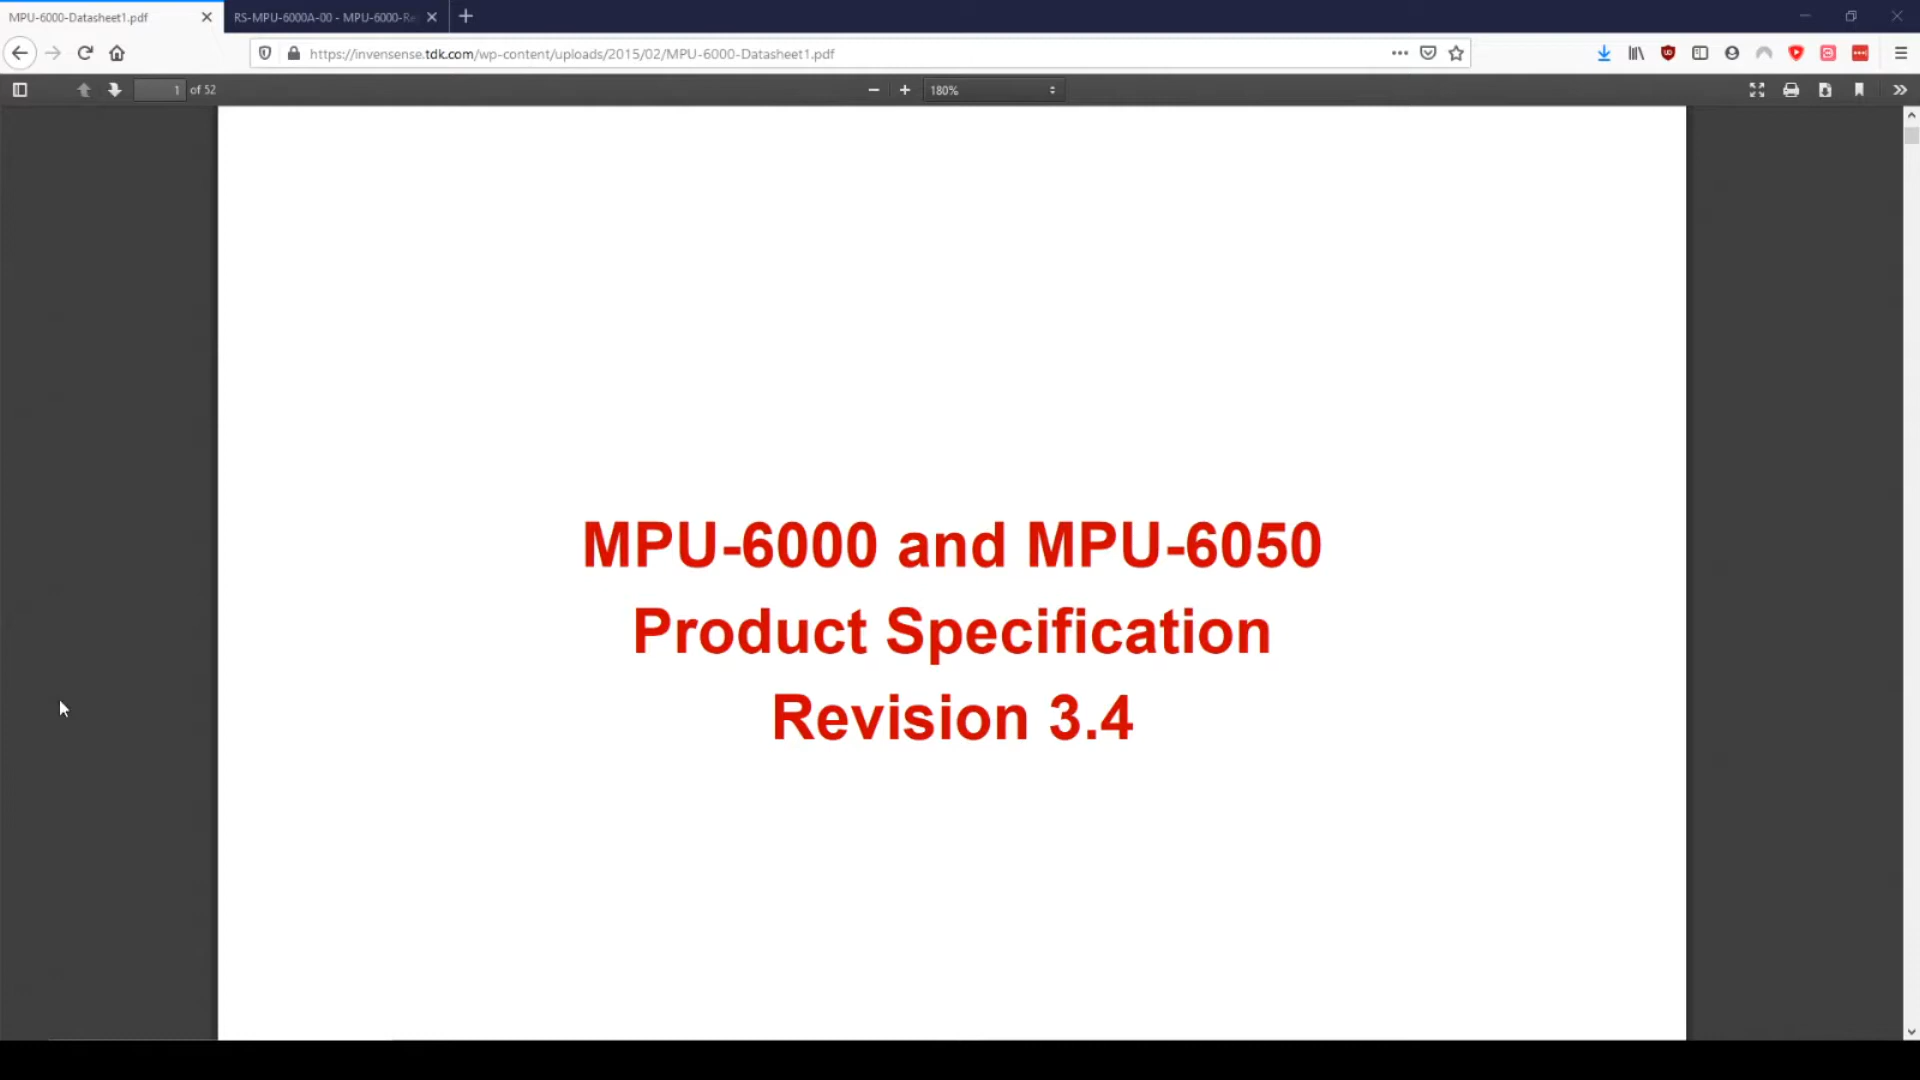 MPU-6000-Datasheet1.pdf
RS-MPU-6000A-00 - MPU-6000-Re
https://invensense.tdk.com/wp-content/uploads/2015/02/MPU-6000-Datasheet1.pdf
1 of 52
180%
MPU-6000 and MPU-6050
Product Specification
Revision 3.4